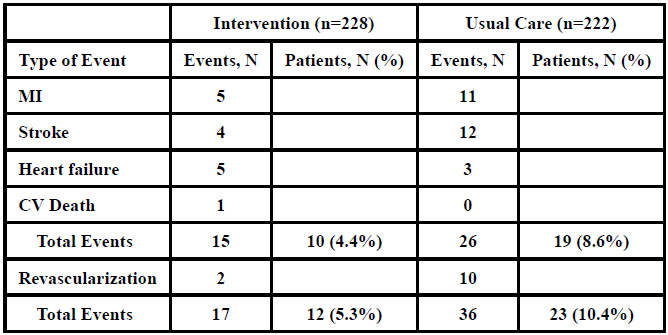 Intervention (n=228) Usual Care (n=222)
Type of Event Events, N Patients, N (%) Events, N Patients, N (%)
MI 5 11
Stroke 4 12
Heart failure 5 3
CV Death 1 0
Total Events 15 10 (4.4%) 26 19 (8.6%)
Revascularization 2 10
Total Events 17 12 (5.3%) 36 23 (10.4%)